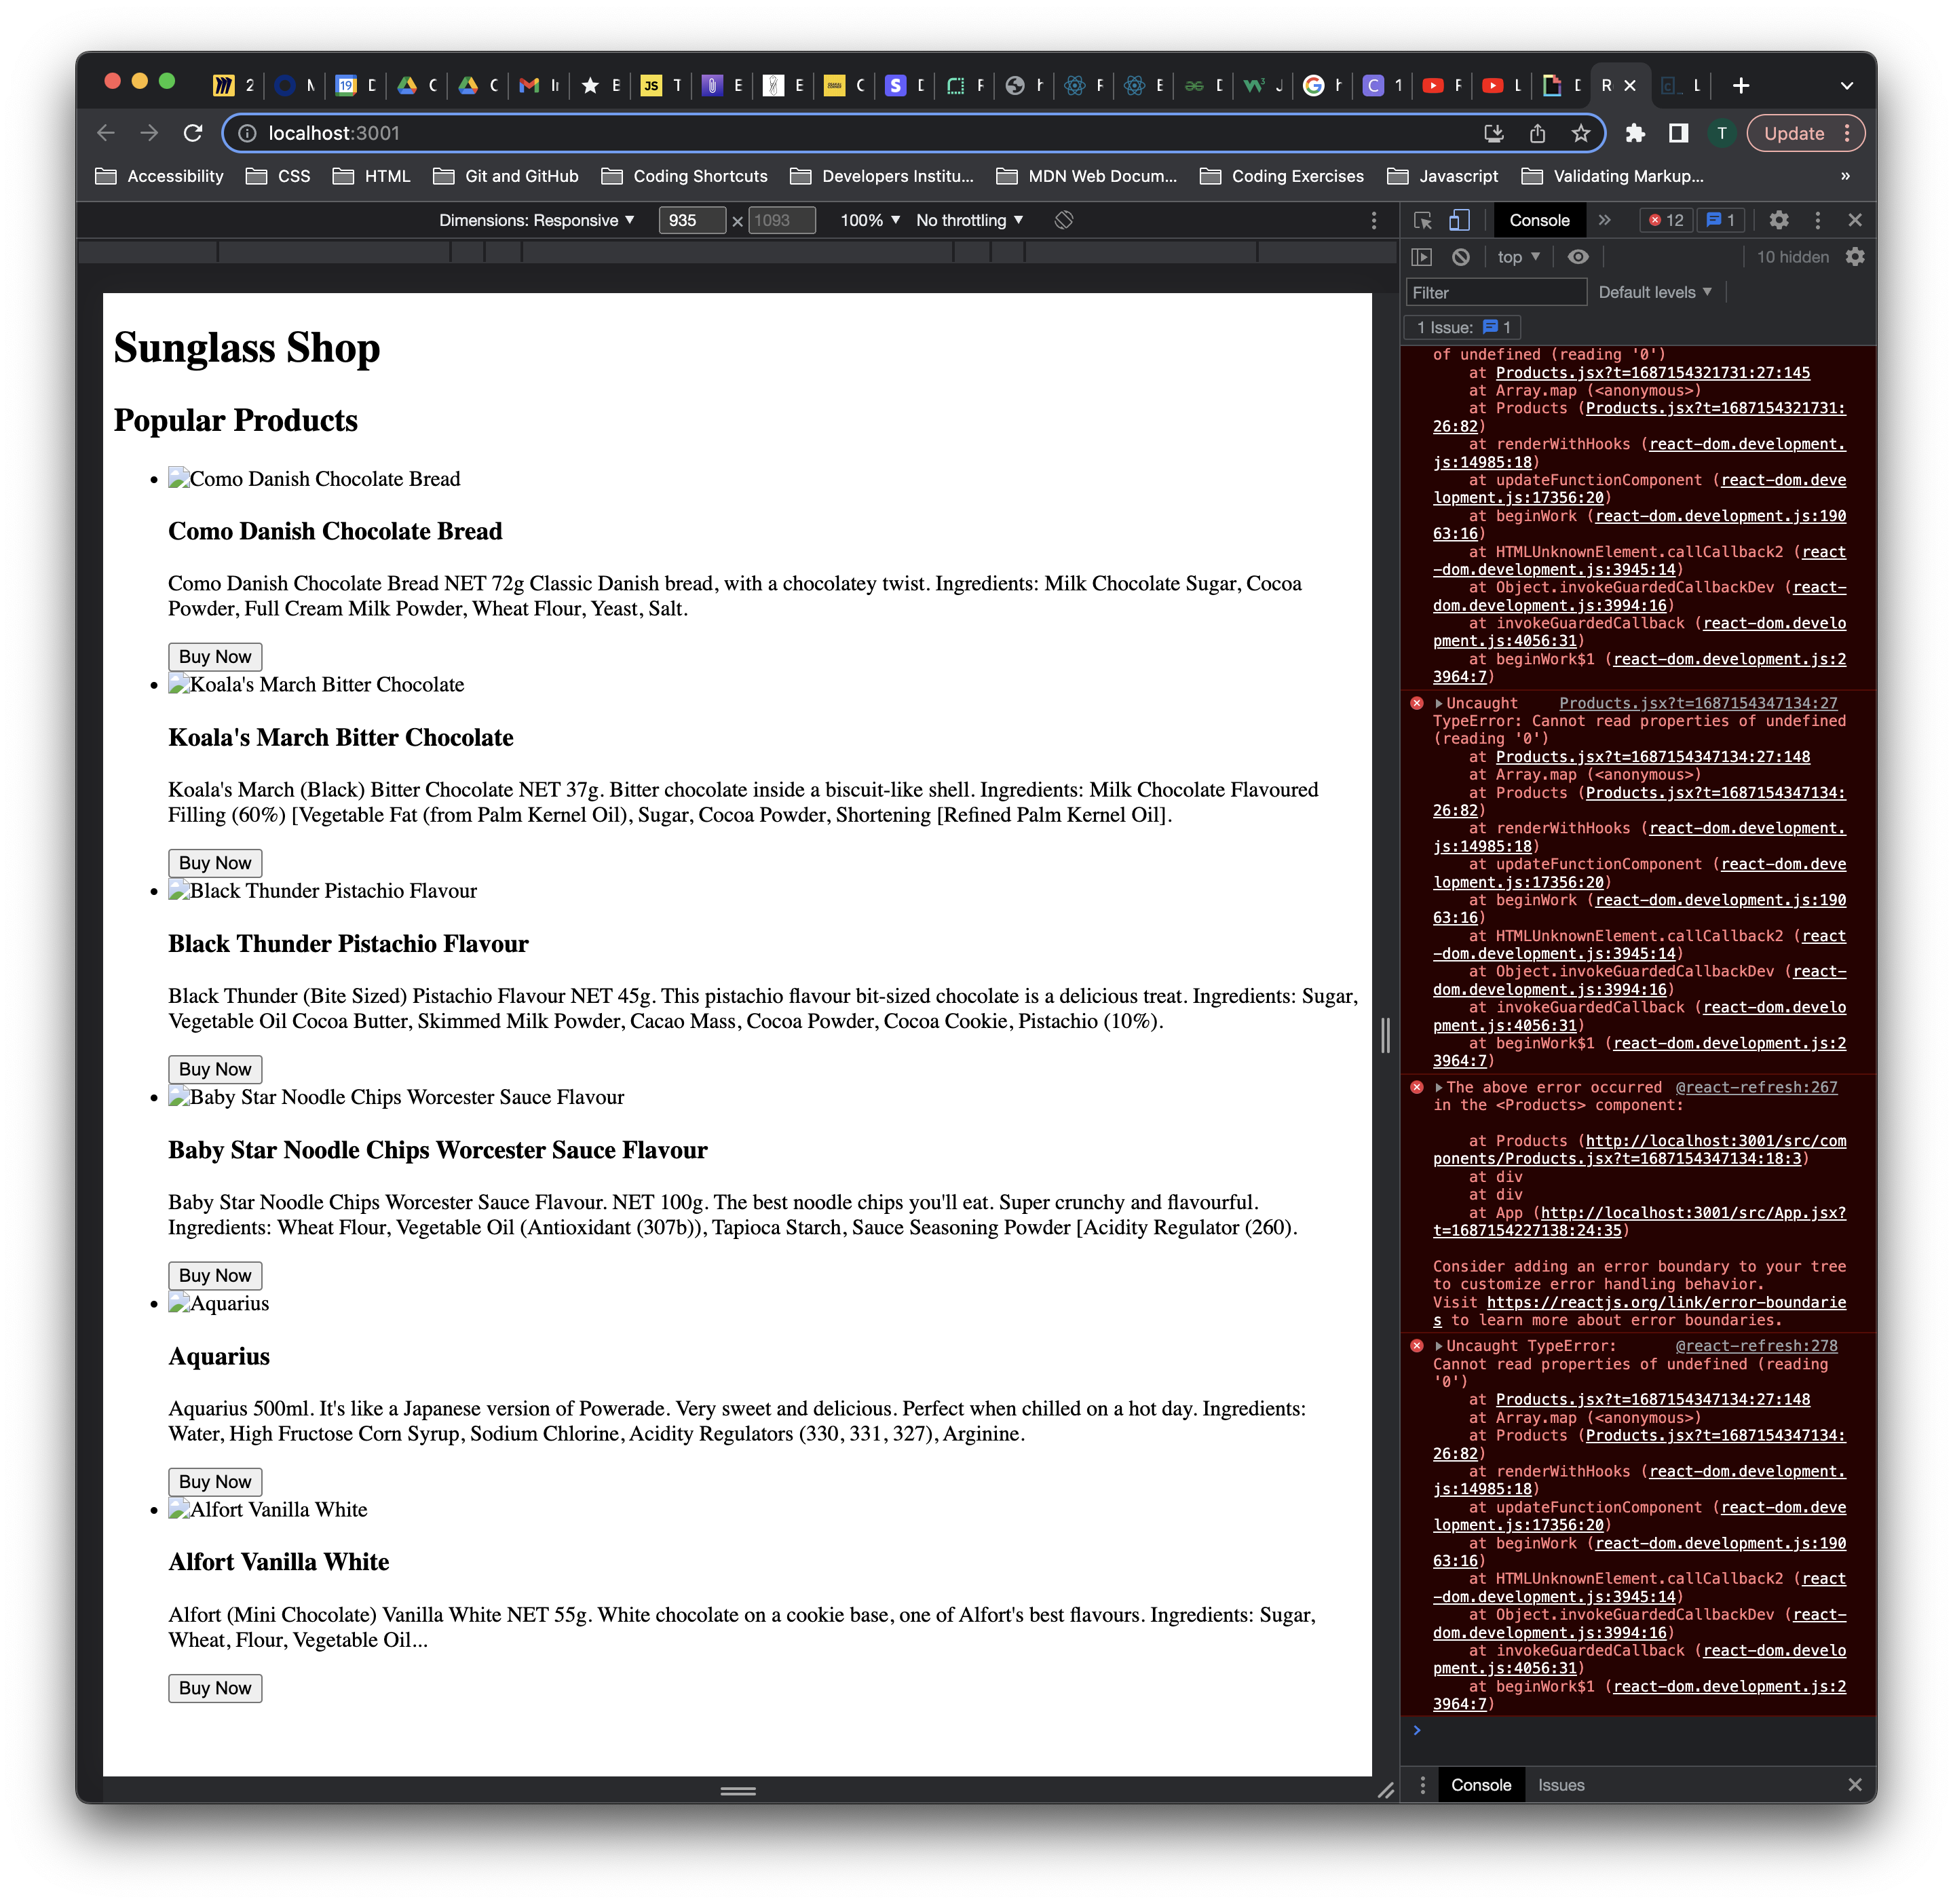 2 N 19 D C C Ir E JS T E E C S D F h F E D J h C 1 F L D R L
localhost:3001
T Update
Accessibility CSS HTML Git and GitHub Coding Shortcuts Developers Institu... MDN Web Docum... Coding Exercises Javascript Validating Markup... »
Dimensions: Responsive 935 × 1093 100% No throttling
Console » 12 1
top 10 hidden
Filter Default levels
1 Issue: 1
Sunglass Shop
Popular Products
Como Danish Chocolate Bread
Como Danish Chocolate Bread
Como Danish Chocolate Bread NET 72g Classic Danish bread, with a chocolatey twist. Ingredients: Milk Chocolate Sugar, Cocoa
Powder, Full Cream Milk Powder, Wheat Flour, Yeast, Salt.
Buy Now
Koala's March Bitter Chocolate
Koala's March Bitter Chocolate
Koala's March (Black) Bitter Chocolate NET 37g. Bitter chocolate inside a biscuit-like shell. Ingredients: Milk Chocolate Flavoured
Filling (60%) [Vegetable Fat (from Palm Kernel Oil), Sugar, Cocoa Powder, Shortening [Refined Palm Kernel Oil].
Buy Now
Black Thunder Pistachio Flavour
Black Thunder Pistachio Flavour
Black Thunder (Bite Sized) Pistachio Flavour NET 45g. This pistachio flavour bit-sized chocolate is a delicious treat. Ingredients: Sugar,
Vegetable Oil Cocoa Butter, Skimmed Milk Powder, Cacao Mass, Cocoa Powder, Cocoa Cookie, Pistachio (10%).
Buy Now
Baby Star Noodle Chips Worcester Sauce Flavour
Baby Star Noodle Chips Worcester Sauce Flavour
Baby Star Noodle Chips Worcester Sauce Flavour. NET 100g. The best noodle chips you'll eat. Super crunchy and flavourful.
Ingredients: Wheat Flour, Vegetable Oil (Antioxidant (307b)), Tapioca Starch, Sauce Seasoning Powder [Acidity Regulator (260).
Buy Now
Aquarius
Aquarius
Aquarius 500ml. It's like a Japanese version of Powerade. Very sweet and delicious. Perfect when chilled on a hot day. Ingredients:
Water, High Fructose Corn Syrup, Sodium Chlorine, Acidity Regulators (330, 331, 327), Arginine.
Buy Now
Alfort Vanilla White
Alfort Vanilla White
Alfort (Mini Chocolate) Vanilla White NET 55g. White chocolate on a cookie base, one of Alfort's best flavours. Ingredients: Sugar,
Wheat, Flour, Vegetable Oil...
Buy Now
of undefined (reading '0')
at Products.jsx?t=1687154321731:27:145
at Array.map (<anonymous>)
at Products (Products.jsx?t=1687154321731:
26:82)
at renderWithHooks (react-dom.development.
js:14985:18)
at updateFunctionComponent (react-dom.deve
lopment.js:17356:20)
at beginWork (react-dom.development.js:190
63:16)
at HTMLUnknownElement.callCallback2 (react
-dom.development.js:3945:14)
at Object.invokeGuardedCallbackDev (react-
dom.development.js:3994:16)
at invokeGuardedCallback (react-dom.develo
pment.js:4056:31)
at beginWork$1 (react-dom.development.js:2
3964:7)
Uncaught Products.jsx?t=1687154347134:27
TypeError: Cannot read properties of undefined
(reading '0')
at Products.jsx?t=1687154347134:27:148
at Array.map (<anonymous>)
at Products (Products.jsx?t=1687154347134:
26:82)
at renderWithHooks (react-dom.development.
js:14985:18)
at updateFunctionComponent (react-dom.deve
lopment.js:17356:20)
at beginWork (react-dom.development.js:190
63:16)
at HTMLUnknownElement.callCallback2 (react
-dom.development.js:3945:14)
at Object.invokeGuardedCallbackDev (react-
dom.development.js:3994:16)
at invokeGuardedCallback (react-dom.develo
pment.js:4056:31)
at beginWork$1 (react-dom.development.js:2
3964:7)
The above error occurred @react-refresh:267
in the <Products> component:
at Products (http://localhost:3001/src/com
ponents/Products.jsx?t=1687154347134:18:3)
at div
at div
at App (http://localhost:3001/src/App.jsx?
t=1687154227138:24:35)
Consider adding an error boundary to your tree
to customize error handling behavior.
Visit https://reactjs.org/link/error-boundarie
s to learn more about error boundaries.
Uncaught TypeError: @react-refresh:278
Cannot read properties of undefined (reading
'0')
at Products.jsx?t=1687154347134:27:148
at Array.map (<anonymous>)
at Products (Products.jsx?t=1687154347134:
26:82)
at renderWithHooks (react-dom.development.
js:14985:18)
at updateFunctionComponent (react-dom.deve
lopment.js:17356:20)
at beginWork (react-dom.development.js:190
63:16)
at HTMLUnknownElement.callCallback2 (react
-dom.development.js:3945:14)
at Object.invokeGuardedCallbackDev (react-
dom.development.js:3994:16)
at invokeGuardedCallback (react-dom.develo
pment.js:4056:31)
at beginWork$1 (react-dom.development.js:2
3964:7)
Console Issues